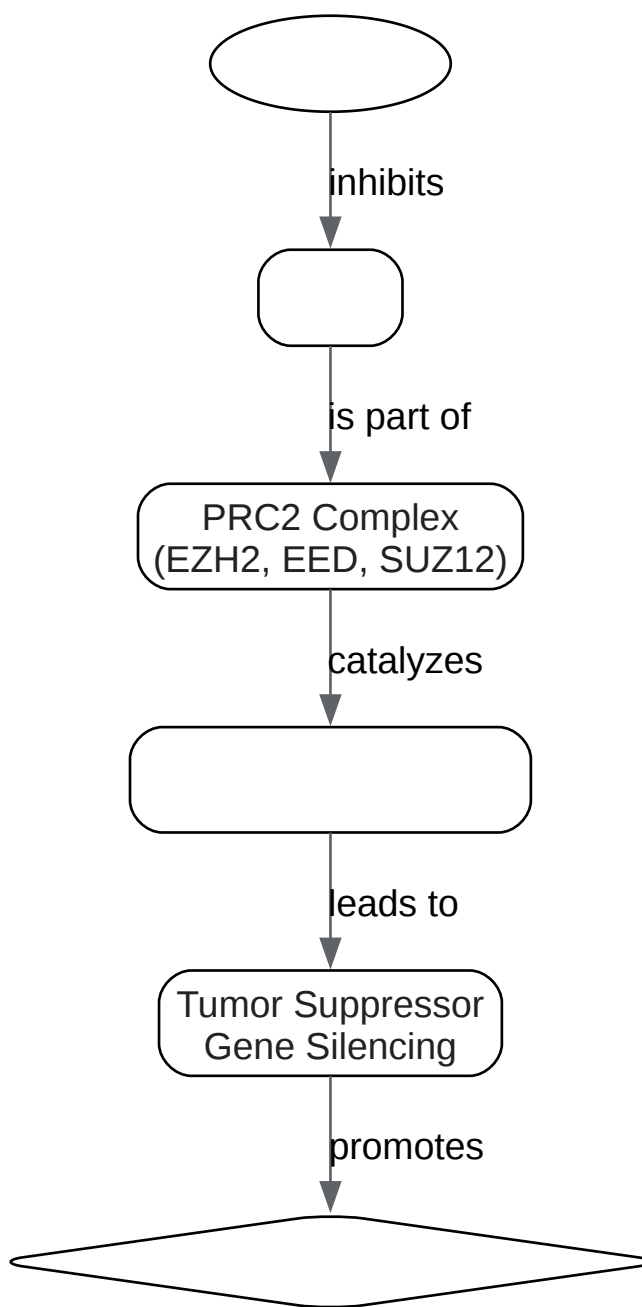 inhibits
is part of
PRC2 Complex
(EZH2, EED, SUZ12)
catalyzes
leads to
Tumor Suppressor
Gene Silencing
promotes